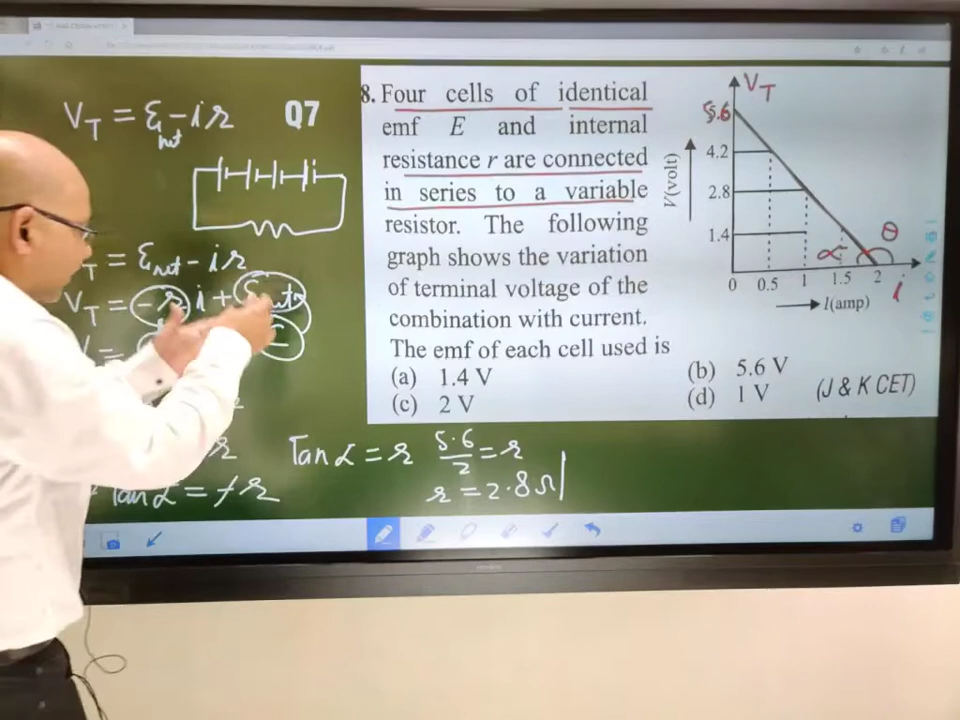 V_T = ε_net - ir
Q7
T = ε_net - ir
V_T = -r i +
Tan α = + r
Tan α = r
5.6/2 = r
r = 2.8 Ω
8. Four cells of identical
emf E and internal
resistance r are connected
in series to a variable
resistor. The following
graph shows the variation
of terminal voltage of the
combination with current.
The emf of each cell used is
(a) 1.4 V
(b) 5.6 V
(c) 2 V
(d) 1 V (J & K CET)
V_T
5.6
4.2
2.8
1.4
V(volt)
θ
α
0 0.5 1 1.5 2
i
I(amp)